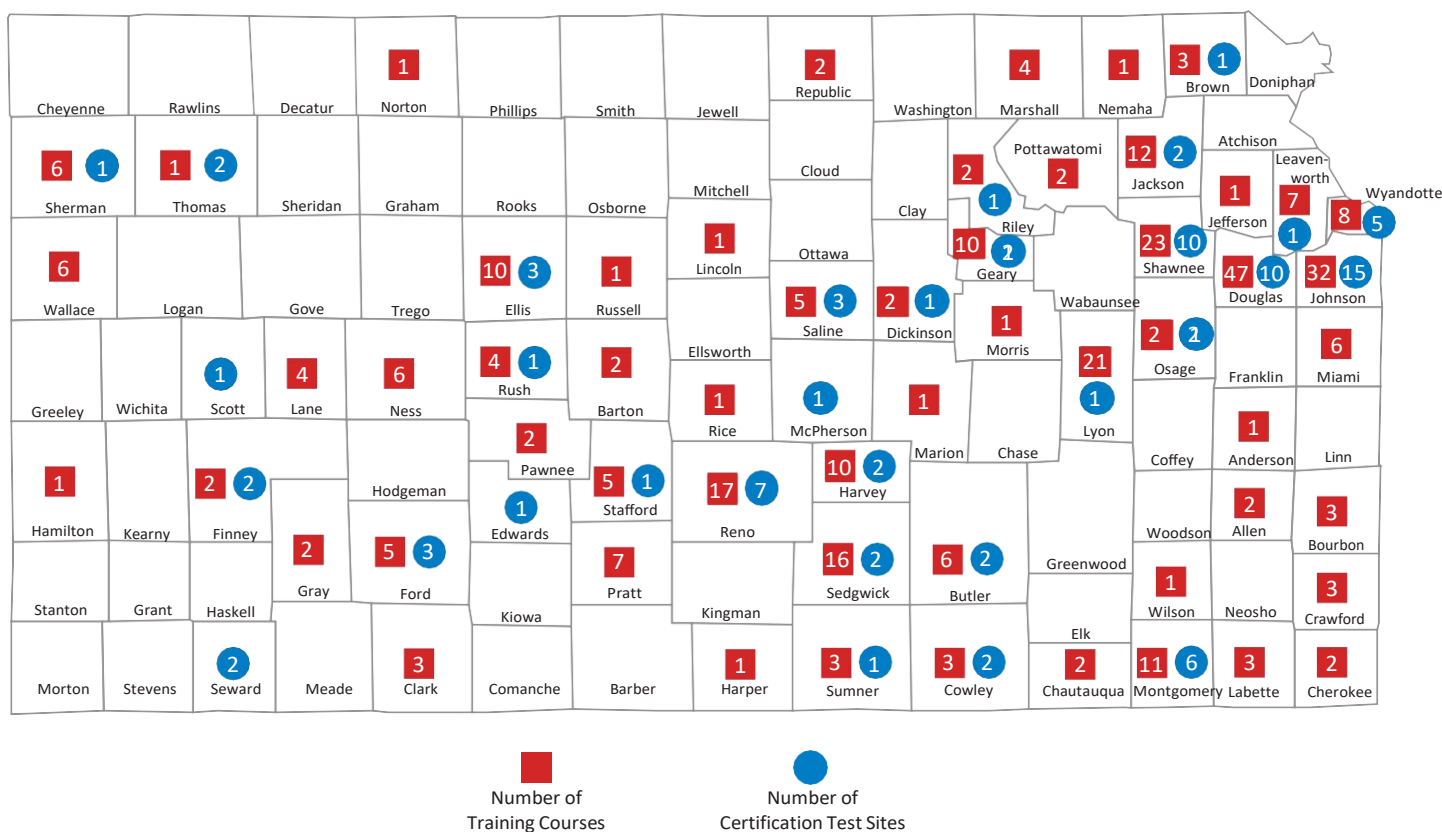 1
2
4
1
3 1
Cheyenne Rawlins Decatur Norton Phillips Smith Jewell Republic Washington Marshall Nemaha Brown Doniphan
6 1
1 2
2
1
Pottawatomi
2
12 2
Atchison
Leaven-
worth
Sherman Thomas Sheridan Graham Rooks Osborne Mitchell Cloud Clay Riley Jackson
1
Jefferson
7
1
Wyandotte
8 5
6
10 3
1
1
Lincoln
Ottawa
10
Geary
23 10
Shawnee
47 10
Douglas
32 15
Johnson
Wallace Logan Gove Trego Ellis Russell
5 3
Saline
2 1
Dickinson
Wabaunsee
1
4
6
4 1
Rush
2
Ellsworth
1
Morris
21
1
Lyon
2
Osage
Franklin
6
Miami
Greeley Wichita Scott Lane Ness Barton
1
Rice
1
McPherson
1
Marion Chase
Coffey
1
Anderson
Linn
1
2 2
Hodgeman
2
Pawnee
1
Edwards
5 1
Stafford
17 7
Reno
10 2
Harvey
Hamilton Kearny Finney
Woodson
2
Allen
3
Bourbon
2
Gray
5 3
Ford
7
Pratt
16 2
Sedgwick
6 2
Butler
Greenwood
Stanton Grant Haskell
Kiowa
Kingman
1
Wilson
Neosho
3
Crawford
2
3
1
3 1
3 2
Elk
2
11 6
3
2
Morton Stevens Seward Meade Clark Comanche Barber Harper Sumner Cowley Chautauqua Montgomery Labette Cherokee
Number of
Training Courses
Number of
Certification Test Sites